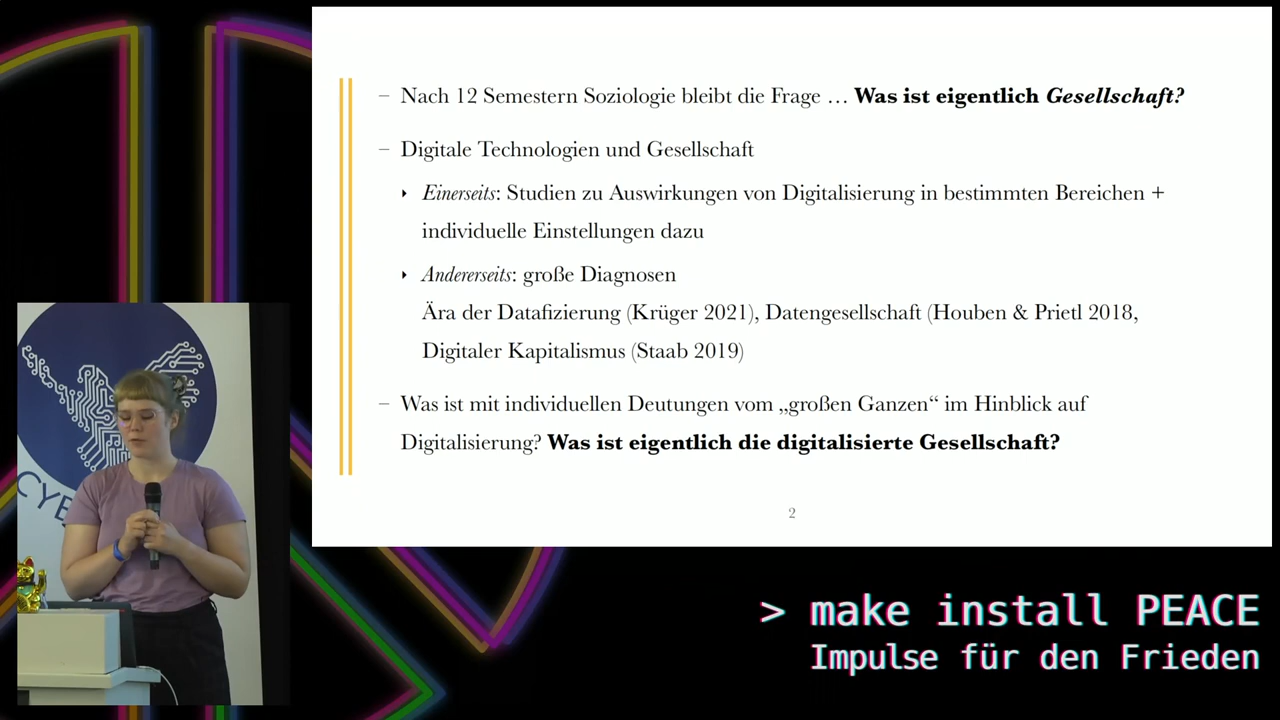 – Nach 12 Semestern Soziologie bleibt die Frage … Was ist eigentlich Gesellschaft?
– Digitale Technologien und Gesellschaft
‣ Einerseits: Studien zu Auswirkungen von Digitalisierung in bestimmten Bereichen +
individuelle Einstellungen dazu
‣ Andererseits: große Diagnosen
Ära der Datafizierung (Krüger 2021), Datengesellschaft (Houben & Prietl 2018,
Digitaler Kapitalismus (Staab 2019)
– Was ist mit individuellen Deutungen vom „großen Ganzen“ im Hinblick auf
Digitalisierung? Was ist eigentlich die digitalisierte Gesellschaft?
2
CYB
> make install PEACE
Impulse für den Frieden